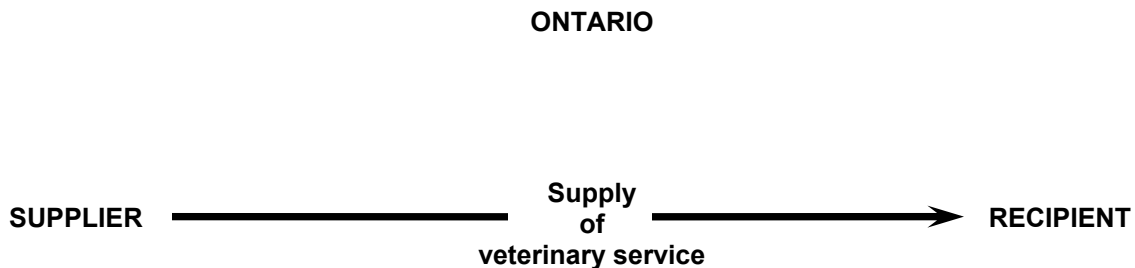 ONTARIO
SUPPLIER
Supply
of
veterinary service
RECIPIENT